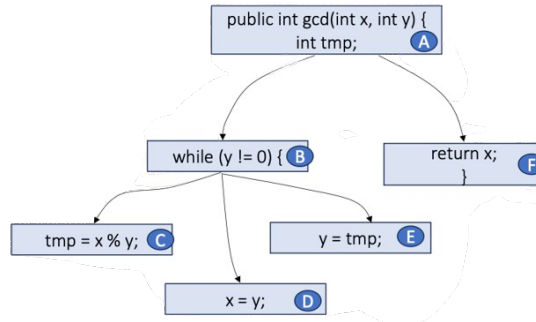 public int gcd(int x, int y) {
int tmp;
A
while (y != 0) {
B
return x;
}
F
tmp = x % y;
C
y = tmp;
E
x = y;
D